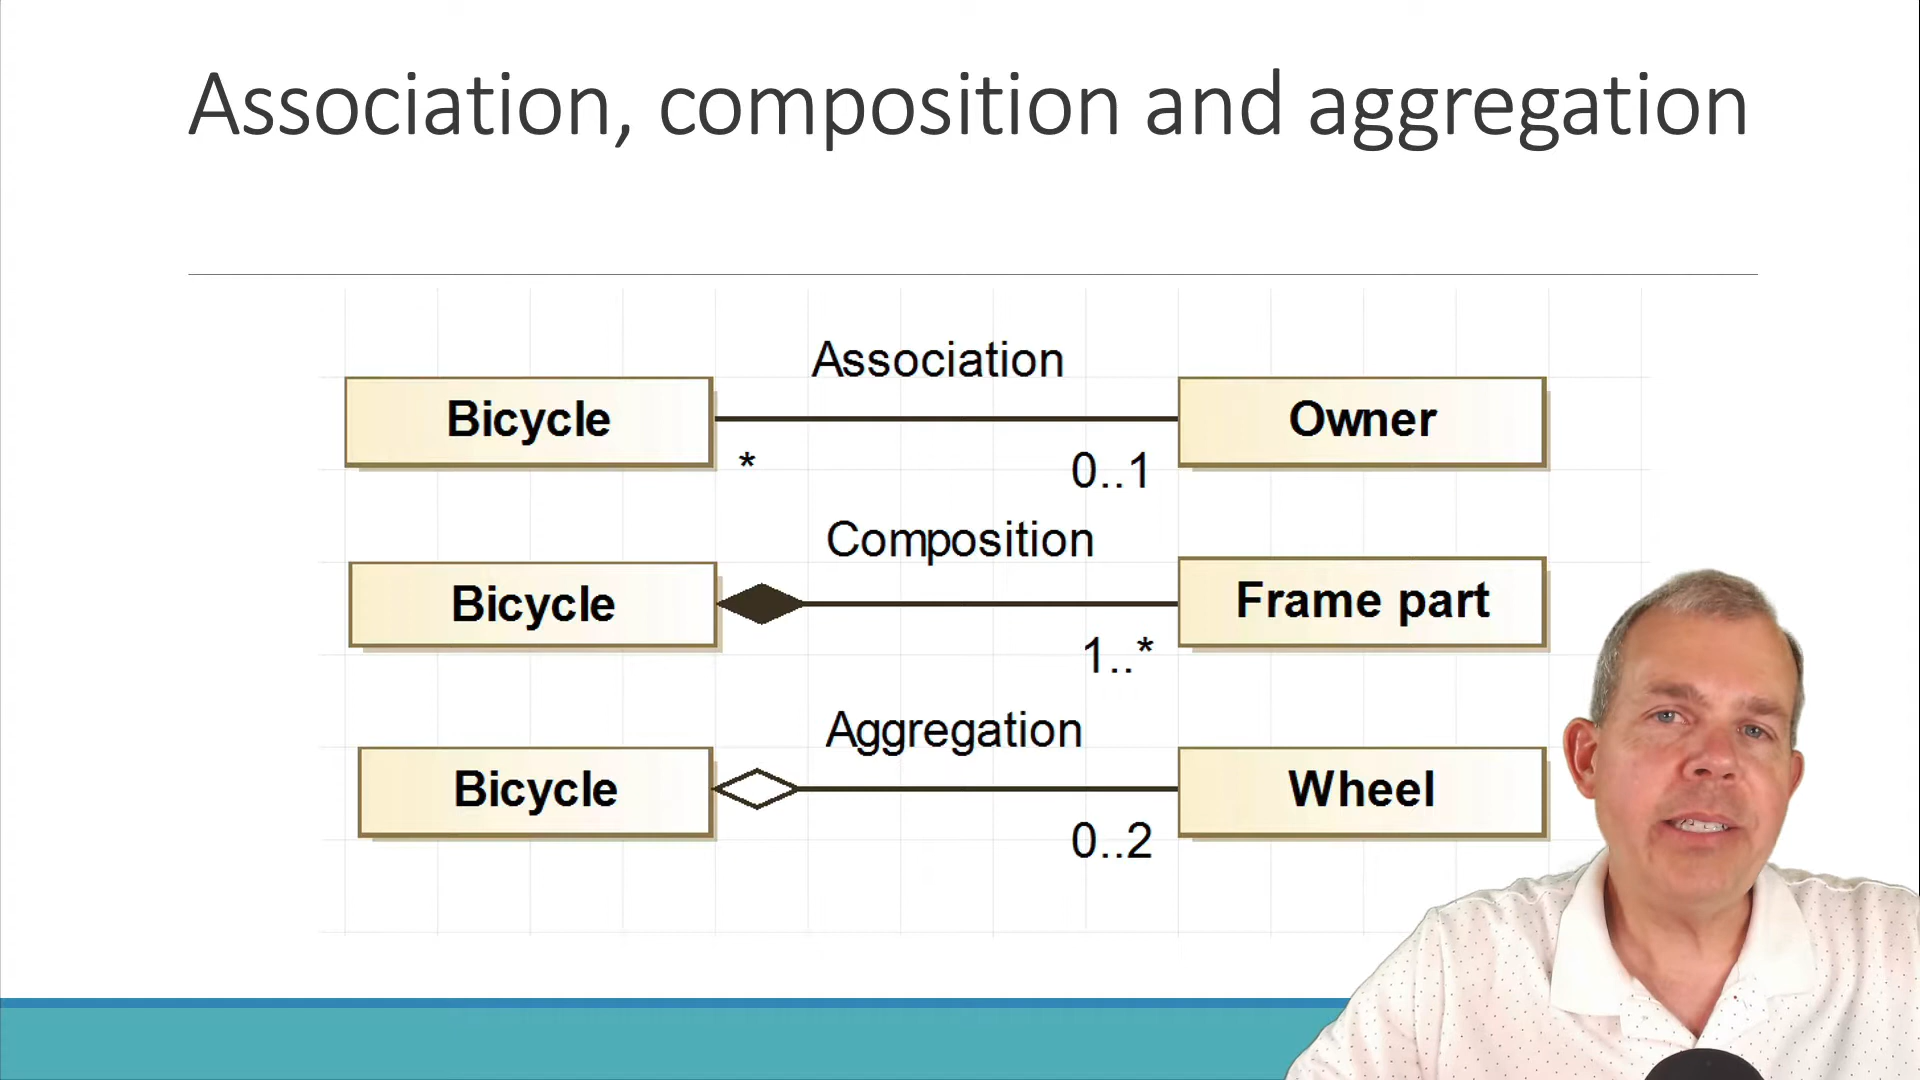 Association, composition and aggregation
Association
Bicycle
Owner
*
0..1
Composition
Bicycle
Frame part
1..*
Aggregation
Bicycle
Wheel
0..2